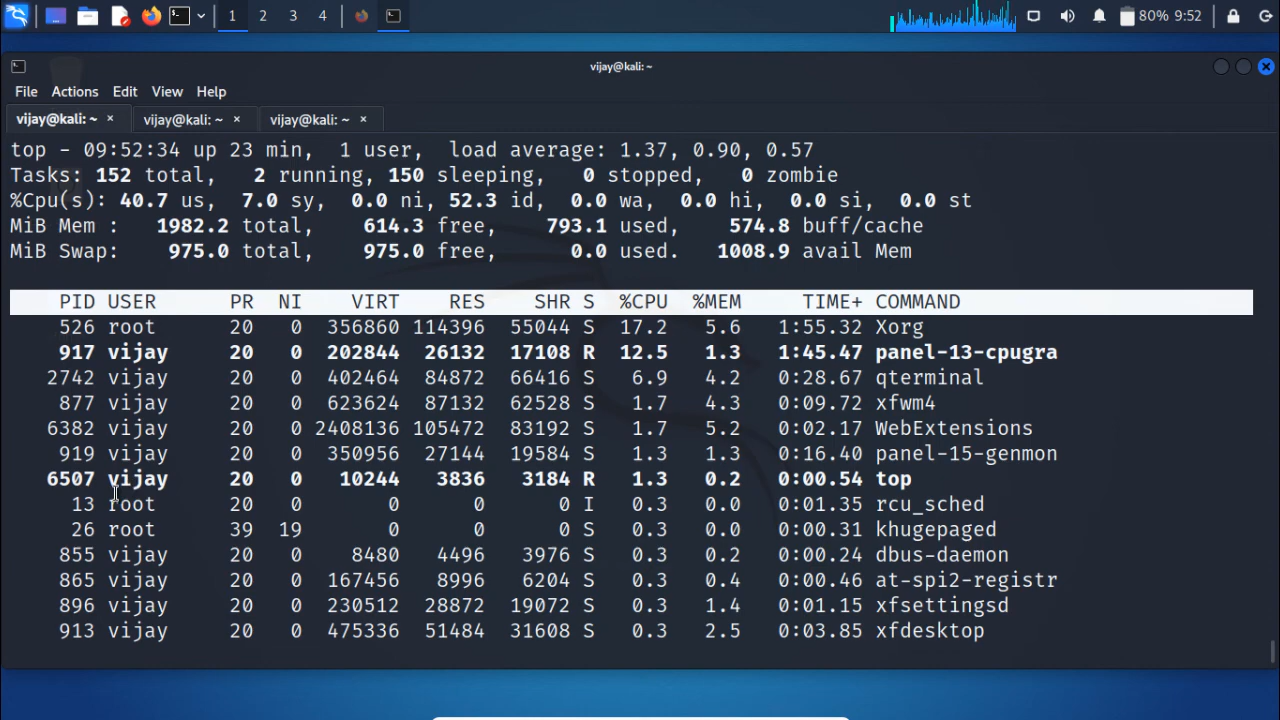 1 2 3 4 80% 9:52
vijay@kali: ~
File Actions Edit View Help
vijay@kali: ~ × vijay@kali: ~ × vijay@kali: ~ ×
top - 09:52:34 up 23 min, 1 user, load average: 1.37, 0.90, 0.57
Tasks: 152 total, 2 running, 150 sleeping, 0 stopped, 0 zombie
%Cpu(s): 40.7 us, 7.0 sy, 0.0 ni, 52.3 id, 0.0 wa, 0.0 hi, 0.0 si, 0.0 st
MiB Mem : 1982.2 total, 614.3 free, 793.1 used, 574.8 buff/cache
MiB Swap: 975.0 total, 975.0 free, 0.0 used. 1008.9 avail Mem
PID USER PR NI VIRT RES SHR S %CPU %MEM TIME+ COMMAND
526 root 20 0 356860 114396 55044 S 17.2 5.6 1:55.32 Xorg
917 vijay 20 0 202844 26132 17108 R 12.5 1.3 1:45.47 panel-13-cpugra
2742 vijay 20 0 402464 84872 66416 S 6.9 4.2 0:28.67 qterminal
877 vijay 20 0 623624 87132 62528 S 1.7 4.3 0:09.72 xfwm4
6382 vijay 20 0 2408136 105472 83192 S 1.7 5.2 0:02.17 WebExtensions
919 vijay 20 0 350956 27144 19584 S 1.3 1.3 0:16.40 panel-15-genmon
6507 vijay 20 0 10244 3836 3184 R 1.3 0.2 0:00.54 top
13 root 20 0 0 0 0 I 0.3 0.0 0:01.35 rcu_sched
26 root 39 19 0 0 0 S 0.3 0.0 0:00.31 khugepaged
855 vijay 20 0 8480 4496 3976 S 0.3 0.2 0:00.24 dbus-daemon
865 vijay 20 0 167456 8996 6204 S 0.3 0.4 0:00.46 at-spi2-registr
896 vijay 20 0 230512 28872 19072 S 0.3 1.4 0:01.15 xfsettingsd
913 vijay 20 0 475336 51484 31608 S 0.3 2.5 0:03.85 xfdesktop